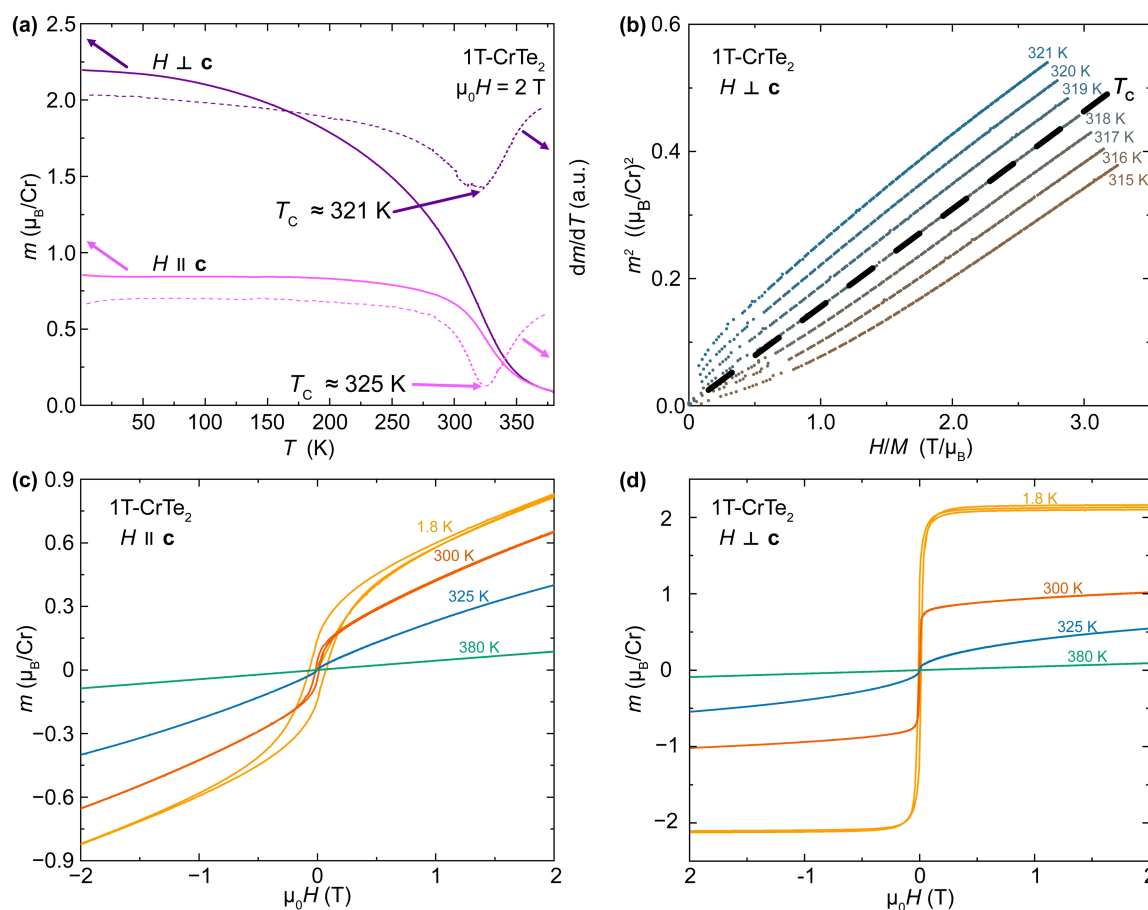 (a)
2.5
2.0
1.5
1.0
0.5
0.0
m (μB/Cr)
H ⊥ c
1T-CrTe2
μ0H = 2 T
TC ≈ 321 K
H ॥ c
TC ≈ 325 K
dm/dT (a.u.)
50 100 150 200 250 300 350
T (K)
(b)
0.6
0.4
0.2
0.0
m² ((μB/Cr)²
1T-CrTe2
H ⊥ c
321 K
320 K
319 K
TC
318 K
317 K
316 K
315 K
0.0 1.0 2.0 3.0
H/M (T/μB)
(c)
0.9
0.6
0.3
0
−0.3
−0.6
−0.9
m (μB/Cr)
1T-CrTe2
H ॥ c
1.8 K
300 K
325 K
380 K
−2 −1 0 1 2
μ0H (T)
(d)
2
1
0
−1
−2
m (μB/Cr)
1T-CrTe2
H ⊥ c
1.8 K
300 K
325 K
380 K
-2 -1 0 1 2
μ0H (T)